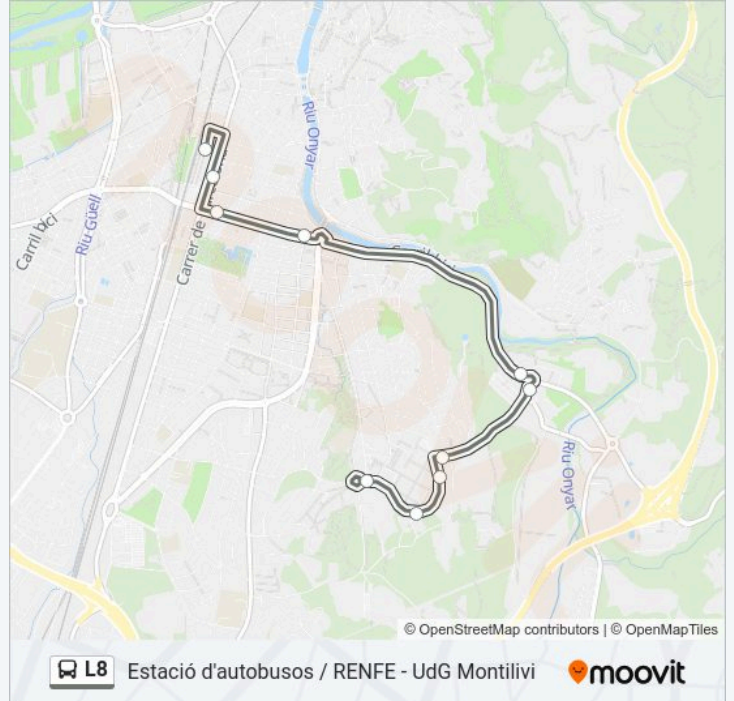 Riu Onyar
Riu Güell
Carril bici
Carrer de
Riu Onyar
© OpenStreetMap contributors | © OpenMapTiles
L8 Estació d'autobusos / RENFE - UdG Montilivi
moovit